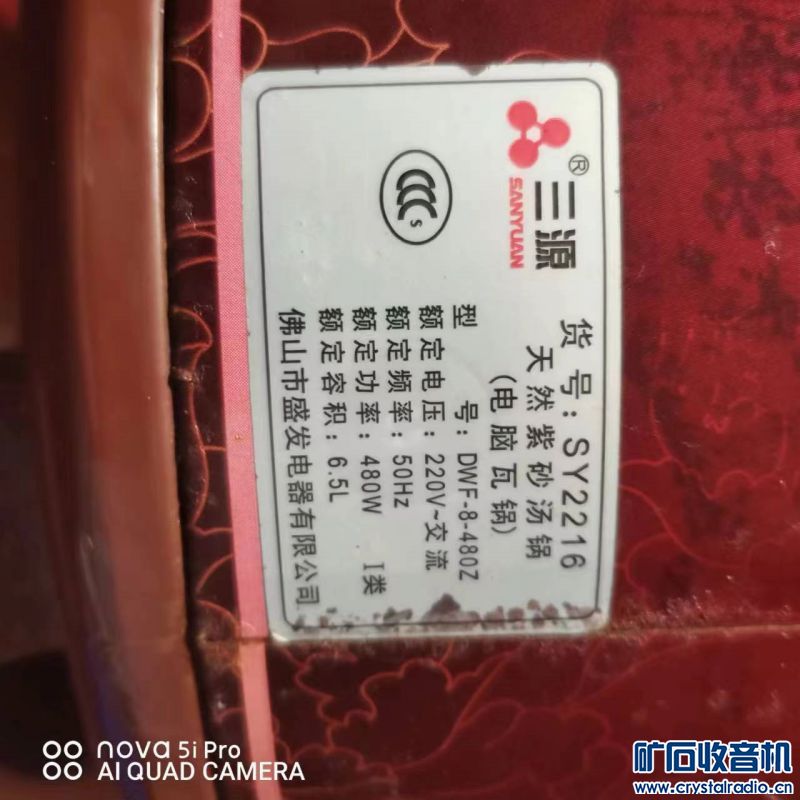 三源®
SANYUAN
CCC S
货号：SY2216
天然紫砂汤锅
(电脑瓦锅)
型号：DWF-8-480Z
额定电压：220V~交流
额定频率：50Hz
额定功率：480W I类
额定容积：6.5L
佛山市盛发电器有限公司
nova 5i Pro
AI QUAD CAMERA
矿石收音机
www.crystalradio.cn